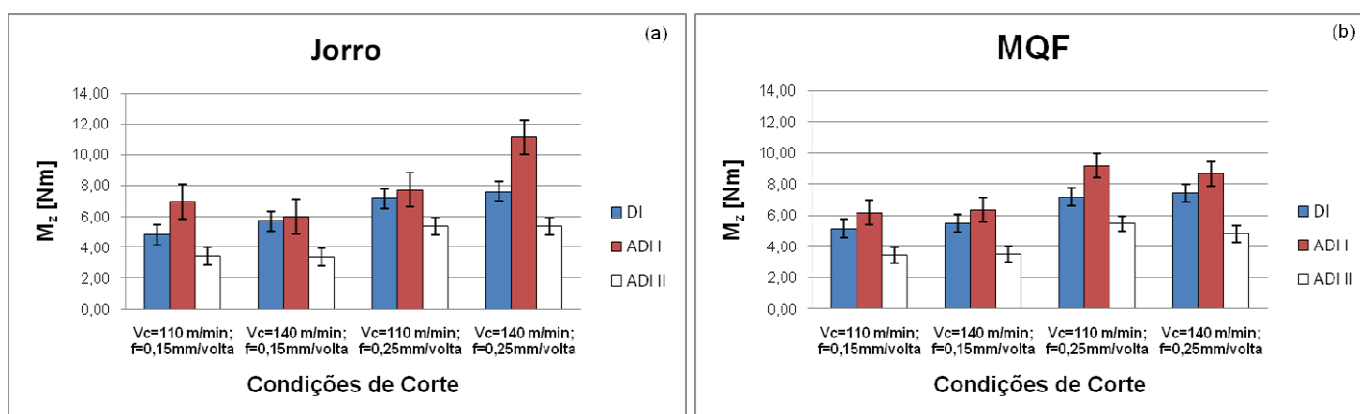 (a)
Jorro
14,00
12,00
10,00
8,00
6,00
4,00
2,00
0,00
M_z [Nm]
Vc=110 m/min; Vc=140 m/min; Vc=110 m/min; Vc=140 m/min;
f=0,15mm/volta f=0,15mm/volta f=0,25mm/volta f=0,25mm/volta
Condições de Corte
DI
ADI I
ADI II
(b)
MQF
14,00
12,00
10,00
8,00
6,00
4,00
2,00
0,00
M_z [Nm]
Vc=110 m/min; Vc=140 m/min; Vc=110 m/min; Vc=140 m/min;
f=0,15mm/volta f=0,15mm/volta f=0,25mm/volta f=0,25mm/volta
Condições de Corte
DI
ADI I
ADI II